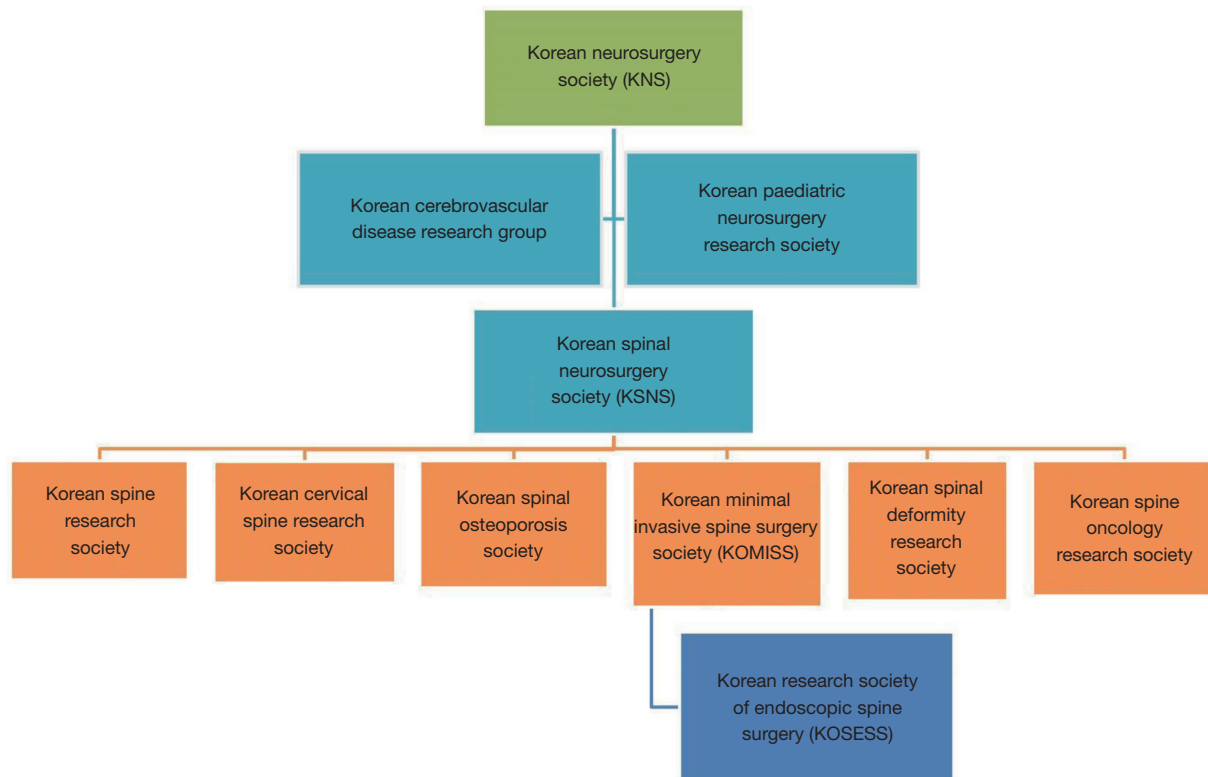 Korean neurosurgery
society (KNS)
Korean cerebrovascular
disease research group
Korean paediatric
neurosurgery
research society
Korean spinal
neurosurgery
society (KSNS)
Korean spine
research
society
Korean cervical
spine research
society
Korean spinal
osteoporosis
society
Korean minimal
invasive spine surgery
society (KOMISS)
Korean spinal
deformity
research
society
Korean spine
oncology
research society
Korean research society
of endoscopic spine
surgery (KOSESS)